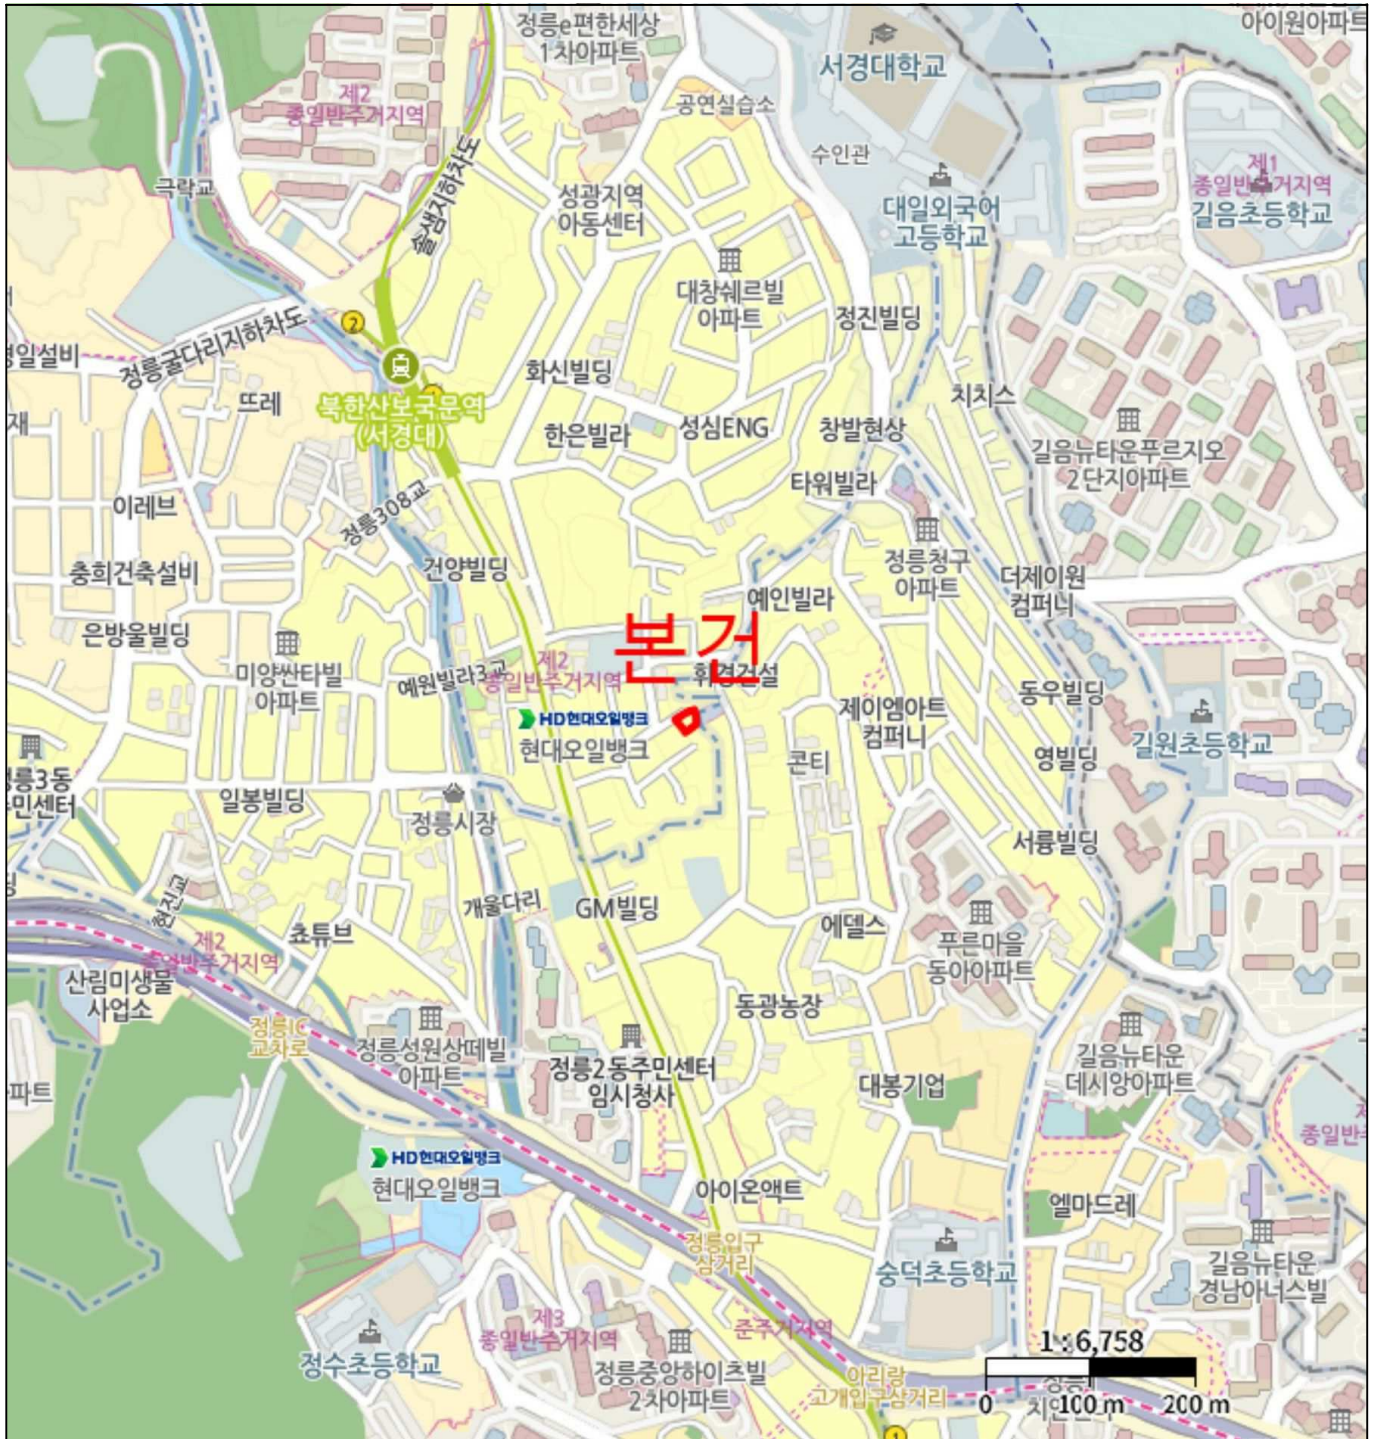 정릉e편한세상
1차아파트
아이원아파트
서경대학교
제2
종일반주거지역
공연실습소
수인관
제1
종일반주거지역
길음초등학교
극락교
솔샘지하차도
성광지역
아동센터
대일외국어
고등학교
대창쉐르빌
아파트
정진빌딩
2
정릉굴다리지하차도
화신빌딩
북한산보국문역
(서경대)
뜨레
치치스
한은빌라
성심ENG
창발현상
길음뉴타운푸르지오
2단지아파트
타워빌라
이레브
정릉308교
정릉청구
아파트
건양빌딩
충희건축설비
더제이원
컴퍼니
예인빌라
은방울빌딩
본건
미양싼타빌
아파트
예원빌라3교
제2
종일반주거지역
휘경건설
동우빌딩
HD현대오일뱅크
현대오일뱅크
제이엠아트
컴퍼니
길원초등학교
콘티
영빌딩
정릉3동
주민센터
일봉빌딩
정릉시장
서륭빌딩
현진교
개울다리
GM빌딩
에델스
쵸튜브
푸른마을
동아아파트
제2
종일반주거지역
산림미생물
사업소
동광농장
정릉IC
교차로
정릉성원상떼빌
아파트
정릉2동주민센터
임시청사
길음뉴타운
데시앙아파트
대봉기업
파트
종일반
HD현대오일뱅크
현대오일뱅크
아이온액트
엘마드레
정릉입구
삼거리
숭덕초등학교
길음뉴타운
경남아너스빌
제3
종일반주거지역
준주거지역
정수초등학교
정릉중앙하이츠빌
2차아파트
1 : 6,758
아리랑
고개입구삼거리
0 100 m 200 m
1